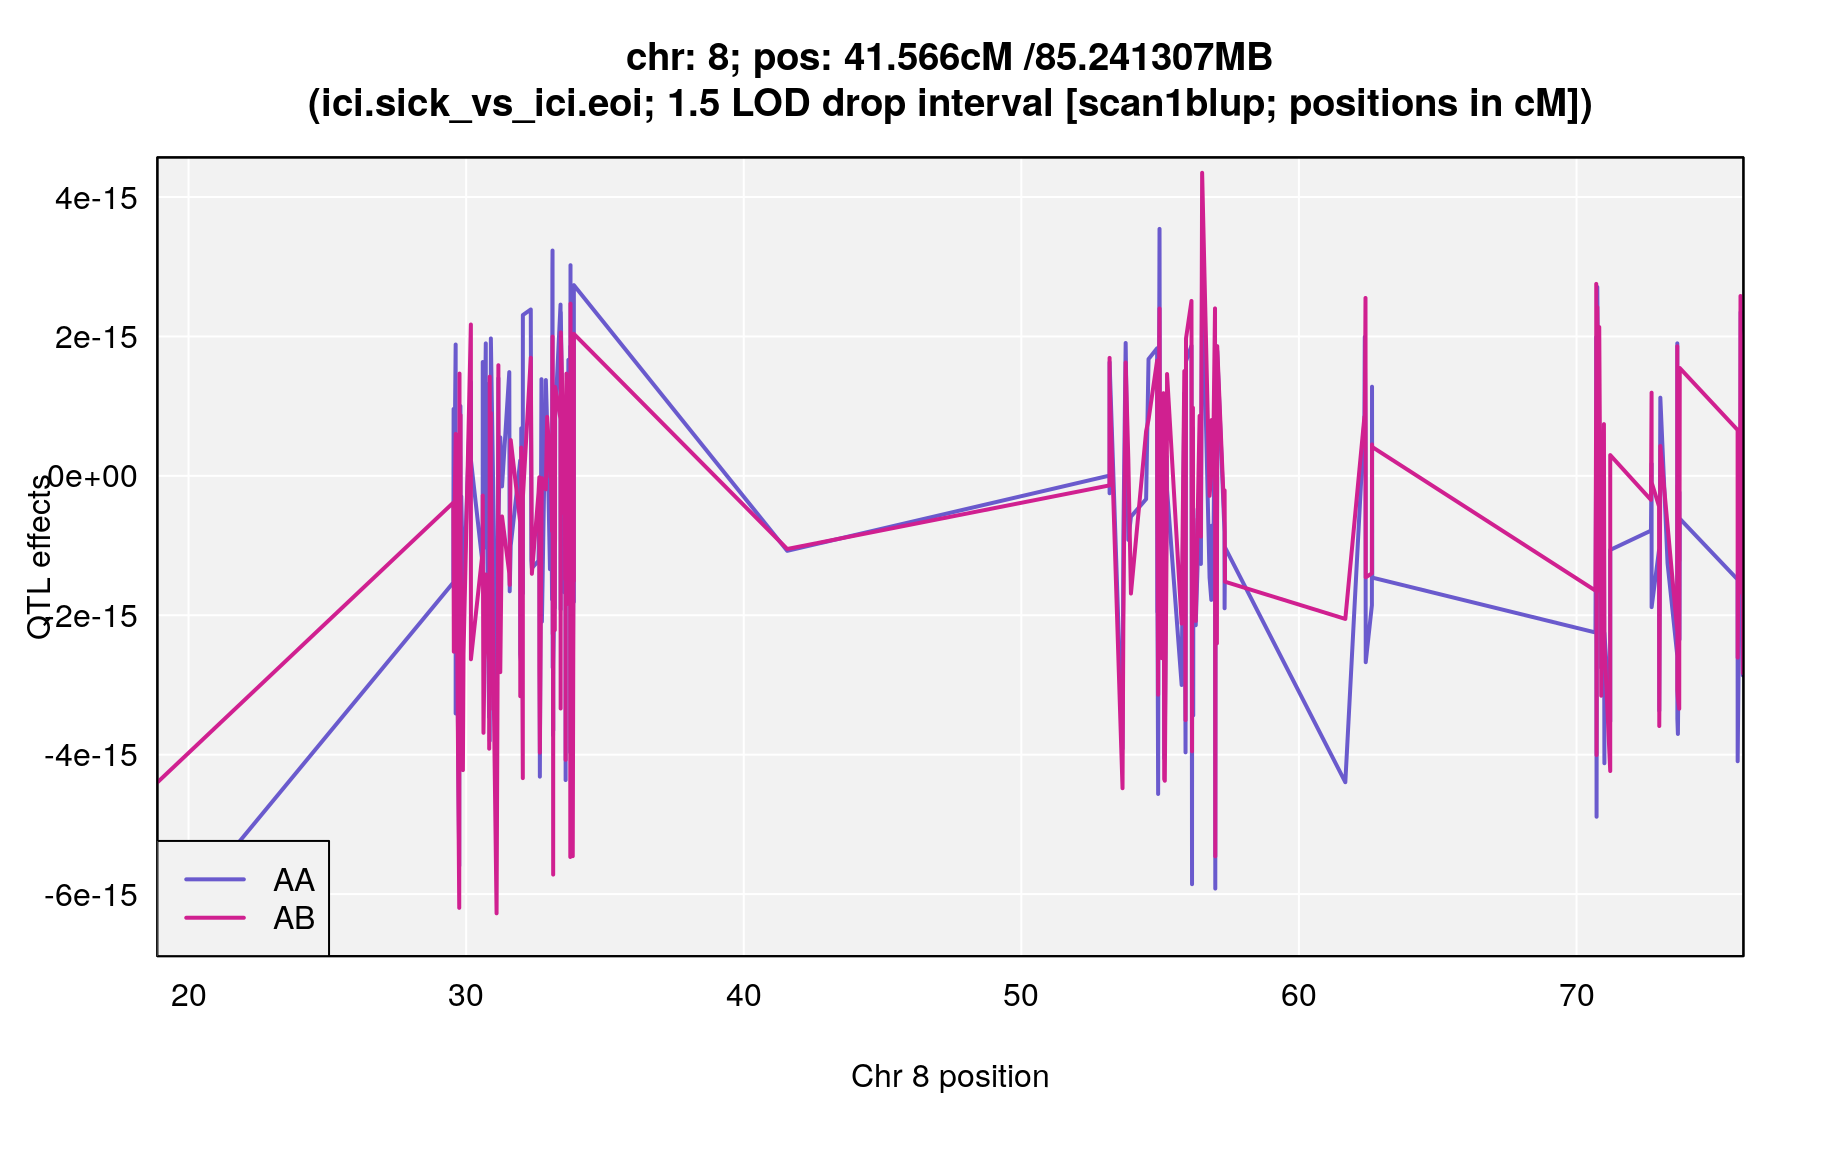 chr: 8; pos: 41.566cM /85.241307MB
(ici.sick_vs_ici.eoi; 1.5 LOD drop interval [scan1blup; positions in cM])
4e-15
2e-15
0e+00
-2e-15
-4e-15
-6e-15
QTL effects
AA
AB
20 30 40 50 60 70
Chr 8 position